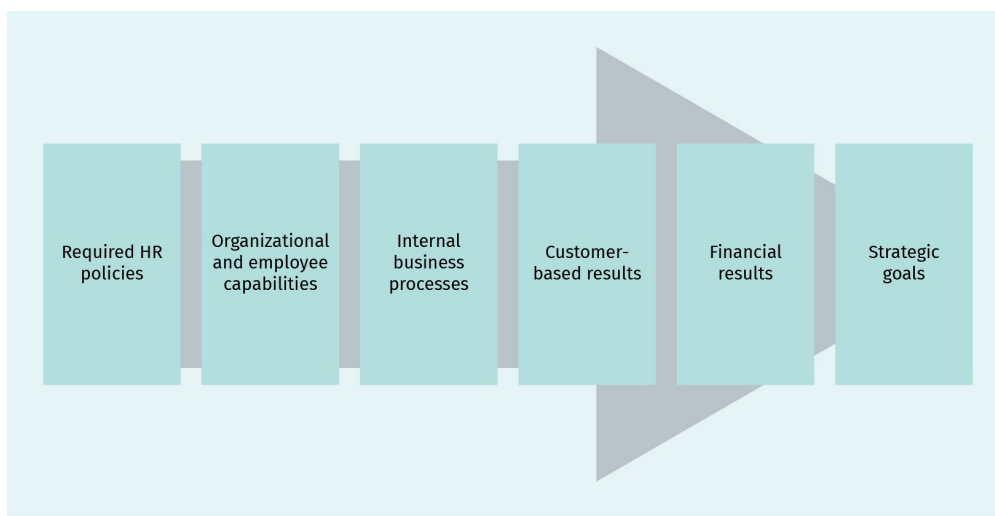 Required HR
policies
Organizational
and employee
capabilities
Internal
business
processes
Customer-
based results
Financial
results
Strategic
goals